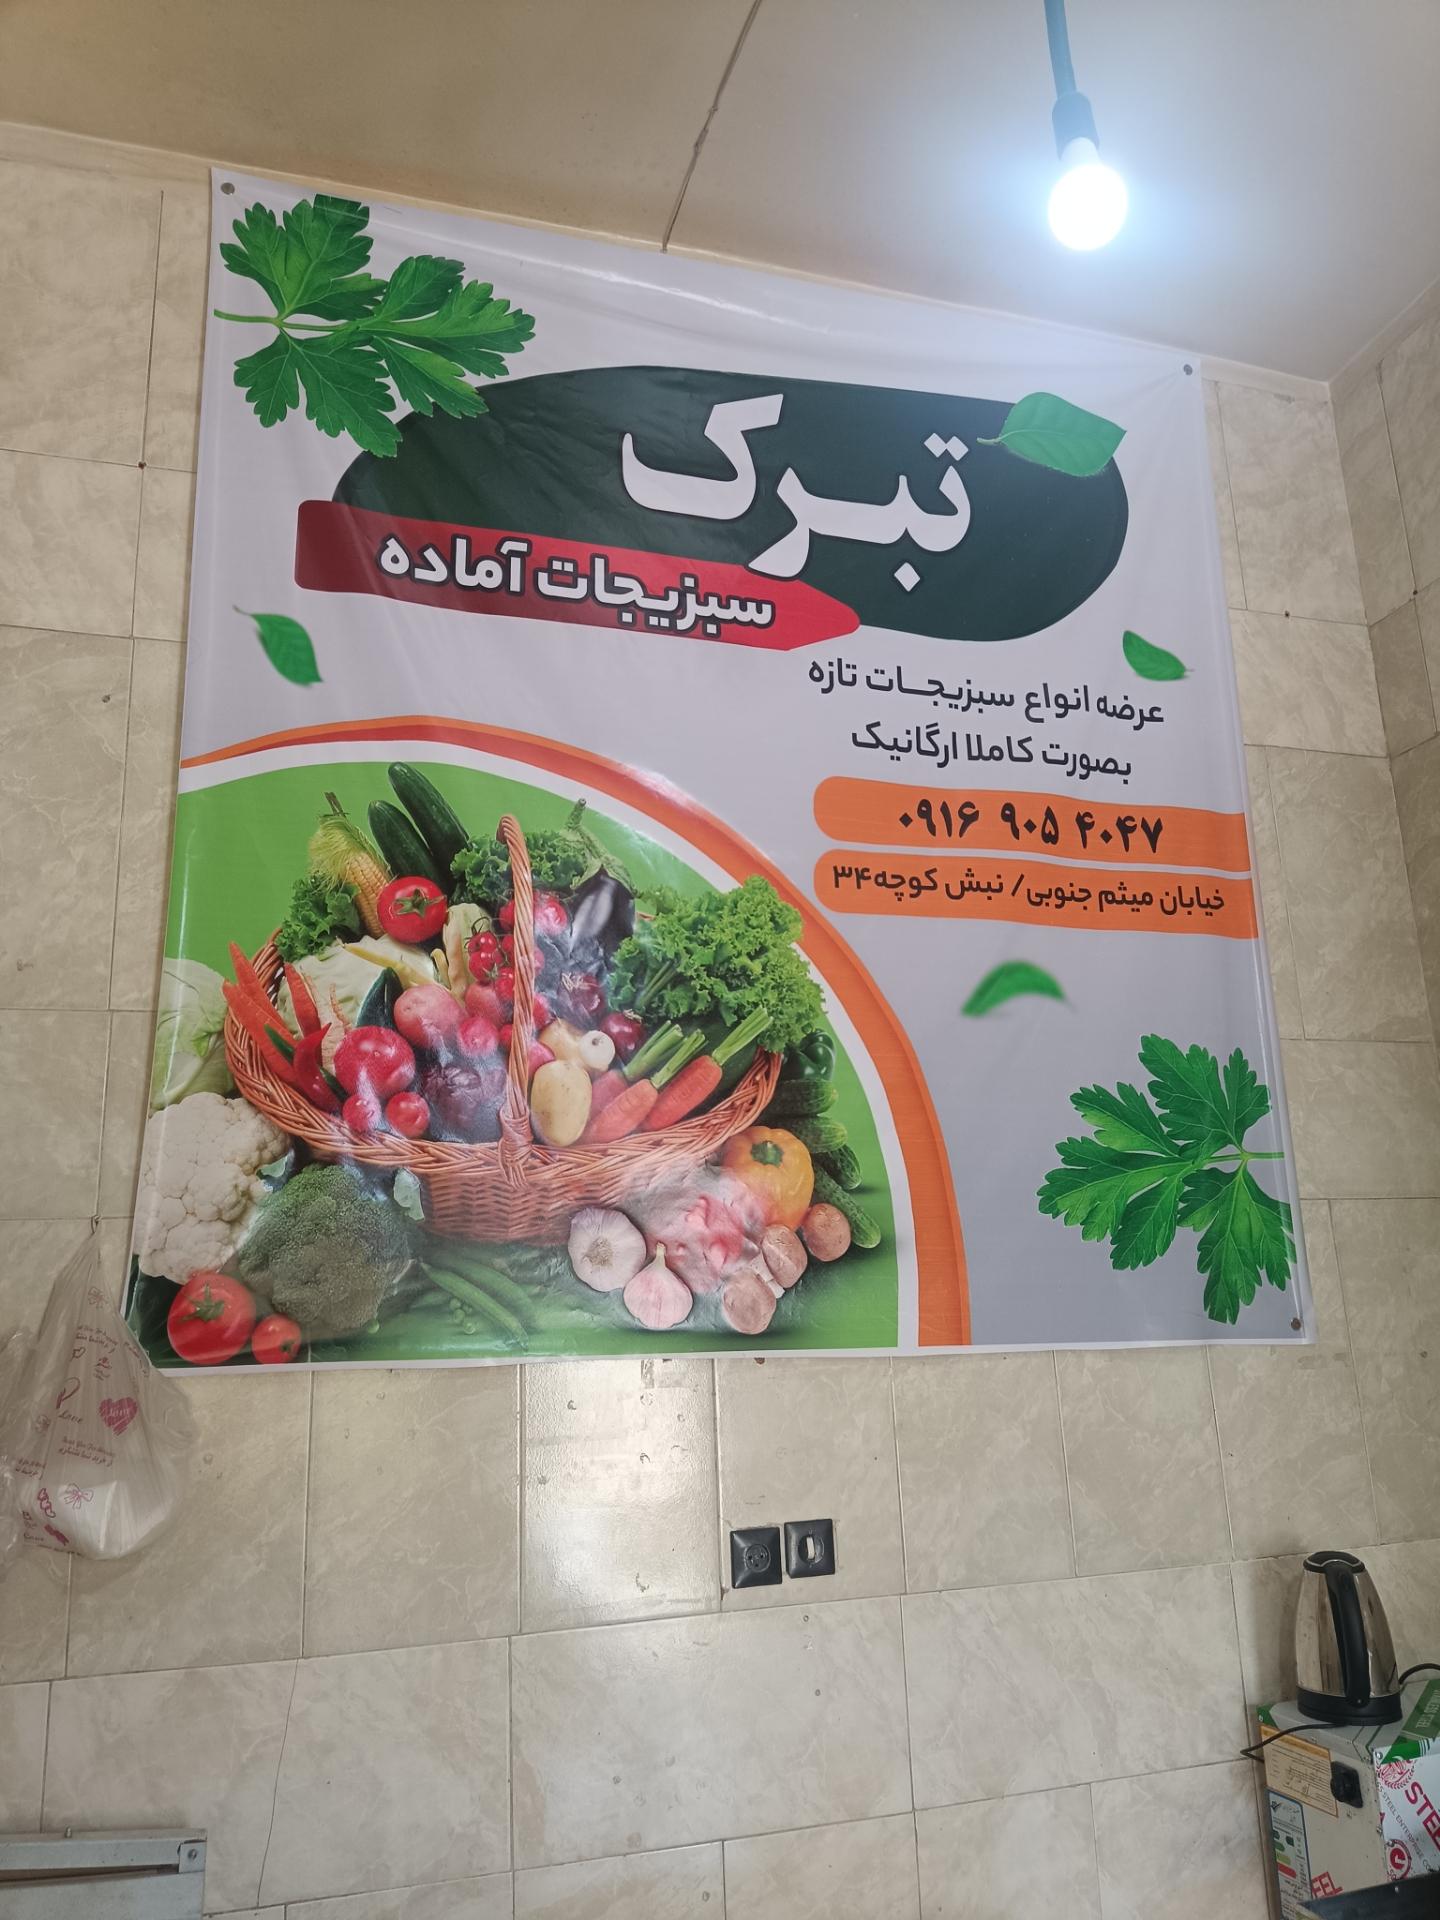 تبرک
سبزیجات آماده
عرضه انواع سبزیجات تازه
بصورت کاملا ارگانیک
۰۹۱۶ ۹۰۵ ۴۰۴۷
خیابان میثم جنوبی/ نبش کوچه ۳۴
Love